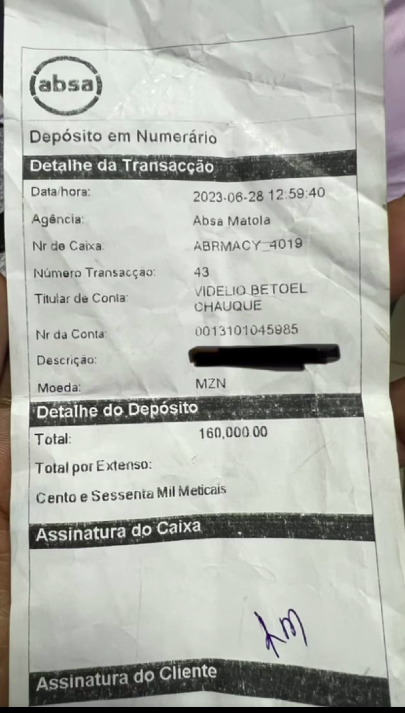 absa
Depósito em Numerário
Detalhe da Transacção
Data/hora: 2023-06-28 12:59:40
Agência: Absa Matola
Nr de Caixa: ABRMACY_4019
Número Transacção: 43
Titular de Conta: VIDELIO BETOEL
CHAUQUE
Nr da Conta: 0013101045985
Descrição:
Moeda: MZN
Detalhe do Depósito
Total: 160,000.00
Total por Extenso:
Cento e Sessenta Mil Meticais
Assinatura do Caixa
Assinatura do Cliente